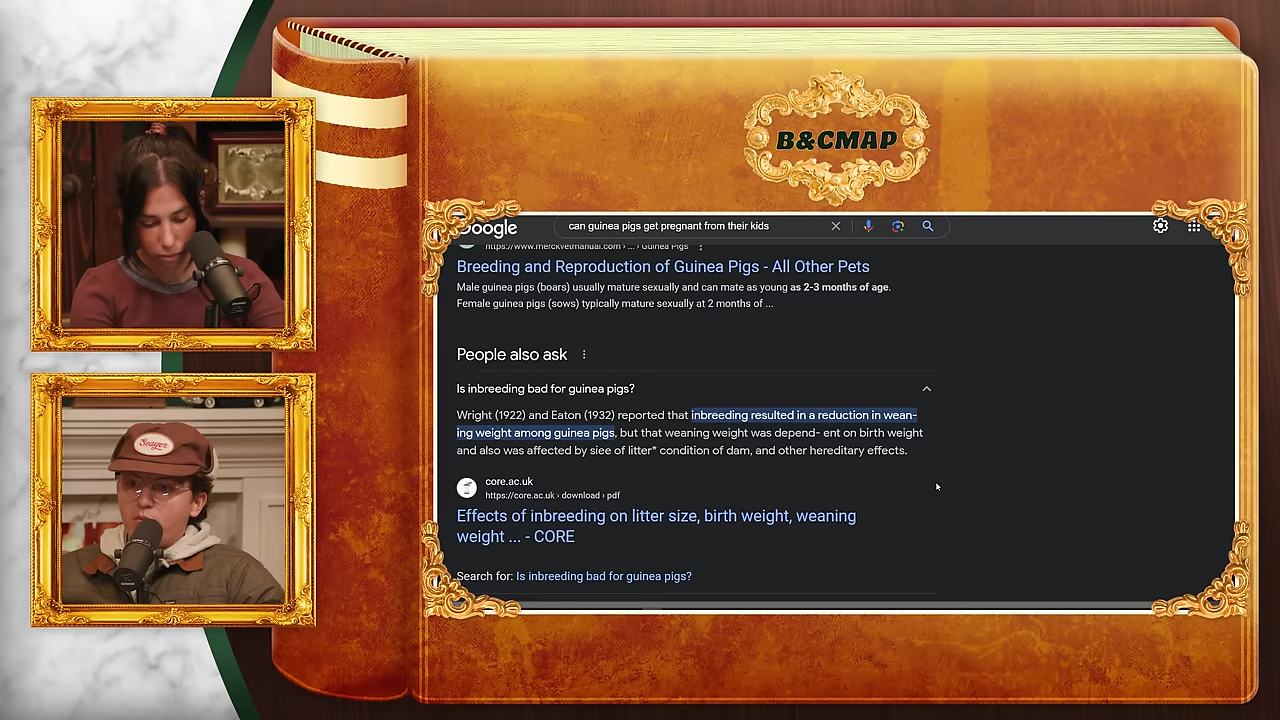 B&CMAP
Seager
Google
can guinea pigs get pregnant from their kids
https://www.merckvetmanual.com › ... › Guinea Pigs
Breeding and Reproduction of Guinea Pigs - All Other Pets
Male guinea pigs (boars) usually mature sexually and can mate as young as 2-3 months of age.
Female guinea pigs (sows) typically mature sexually at 2 months of ...
People also ask
Is inbreeding bad for guinea pigs?
Wright (1922) and Eaton (1932) reported that inbreeding resulted in a reduction in wean-
ing weight among guinea pigs, but that weaning weight was depend- ent on birth weight
and also was affected by siee of litter* condition of dam, and other hereditary effects.
core.ac.uk
https://core.ac.uk › download › pdf
Effects of inbreeding on litter size, birth weight, weaning
weight ... - CORE
Search for: Is inbreeding bad for guinea pigs?